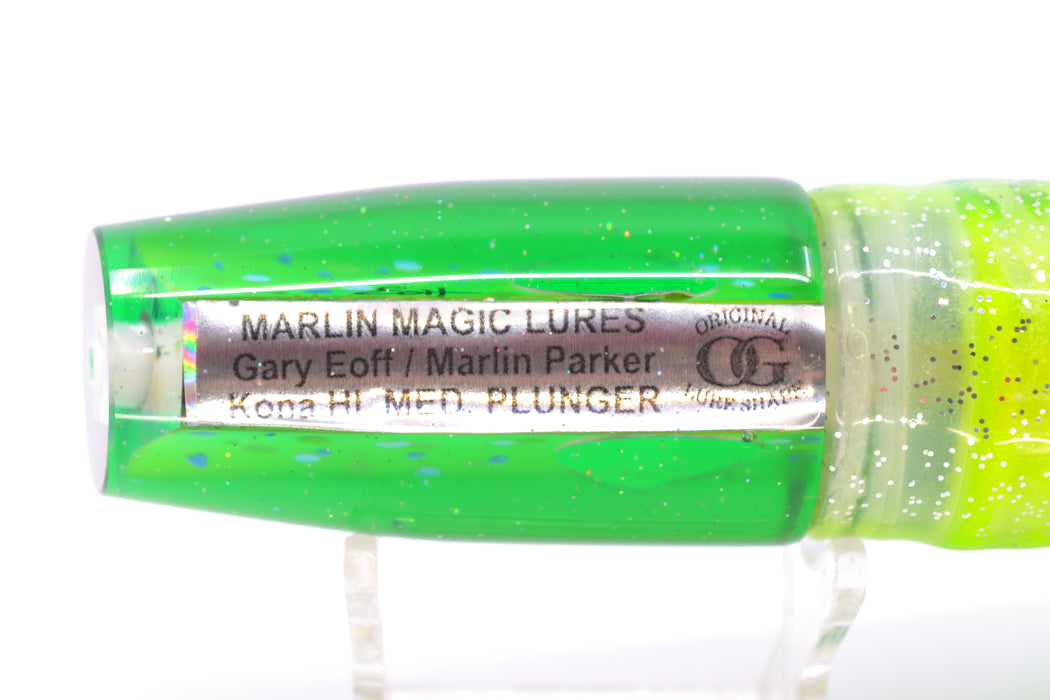 MARLIN MAGIC LURES
Gary Eoff / Marlin Parker
Kona HI MED. PLUNGER
ORIGINAL
OG